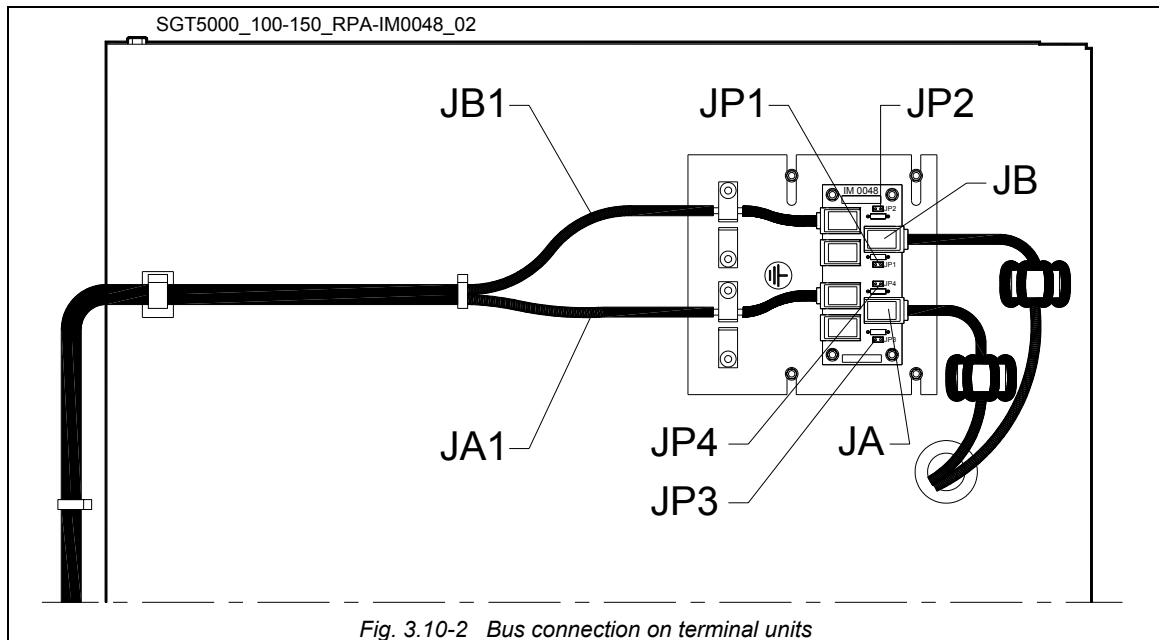 SGT5000_100-150_RPA-IM0048_02
JB1
JP1
JP2
JB
IM 0048
JP2
JP1
JP4
JP3
JA1
JP4
JA
JP3
Fig. 3.10-2 Bus connection on terminal units